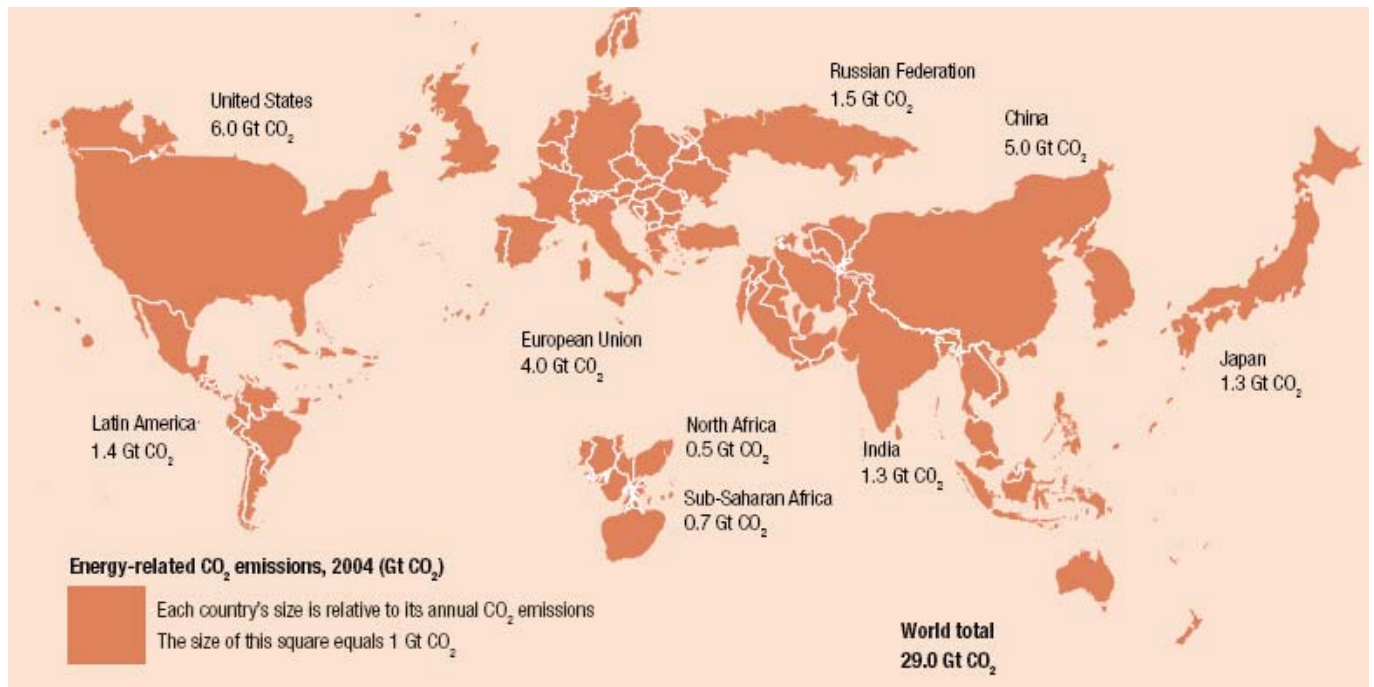 United States
6.0 Gt CO₂
Russian Federation
1.5 Gt CO₂
China
5.0 Gt CO₂
European Union
4.0 Gt CO₂
Japan
1.3 Gt CO₂
Latin America
1.4 Gt CO₂
North Africa
0.5 Gt CO₂
India
1.3 Gt CO₂
Sub-Saharan Africa
0.7 Gt CO₂
Energy-related CO₂ emissions, 2004 (Gt CO₂)
Each country's size is relative to its annual CO₂ emissions
The size of this square equals 1 Gt CO₂
World total
29.0 Gt CO₂